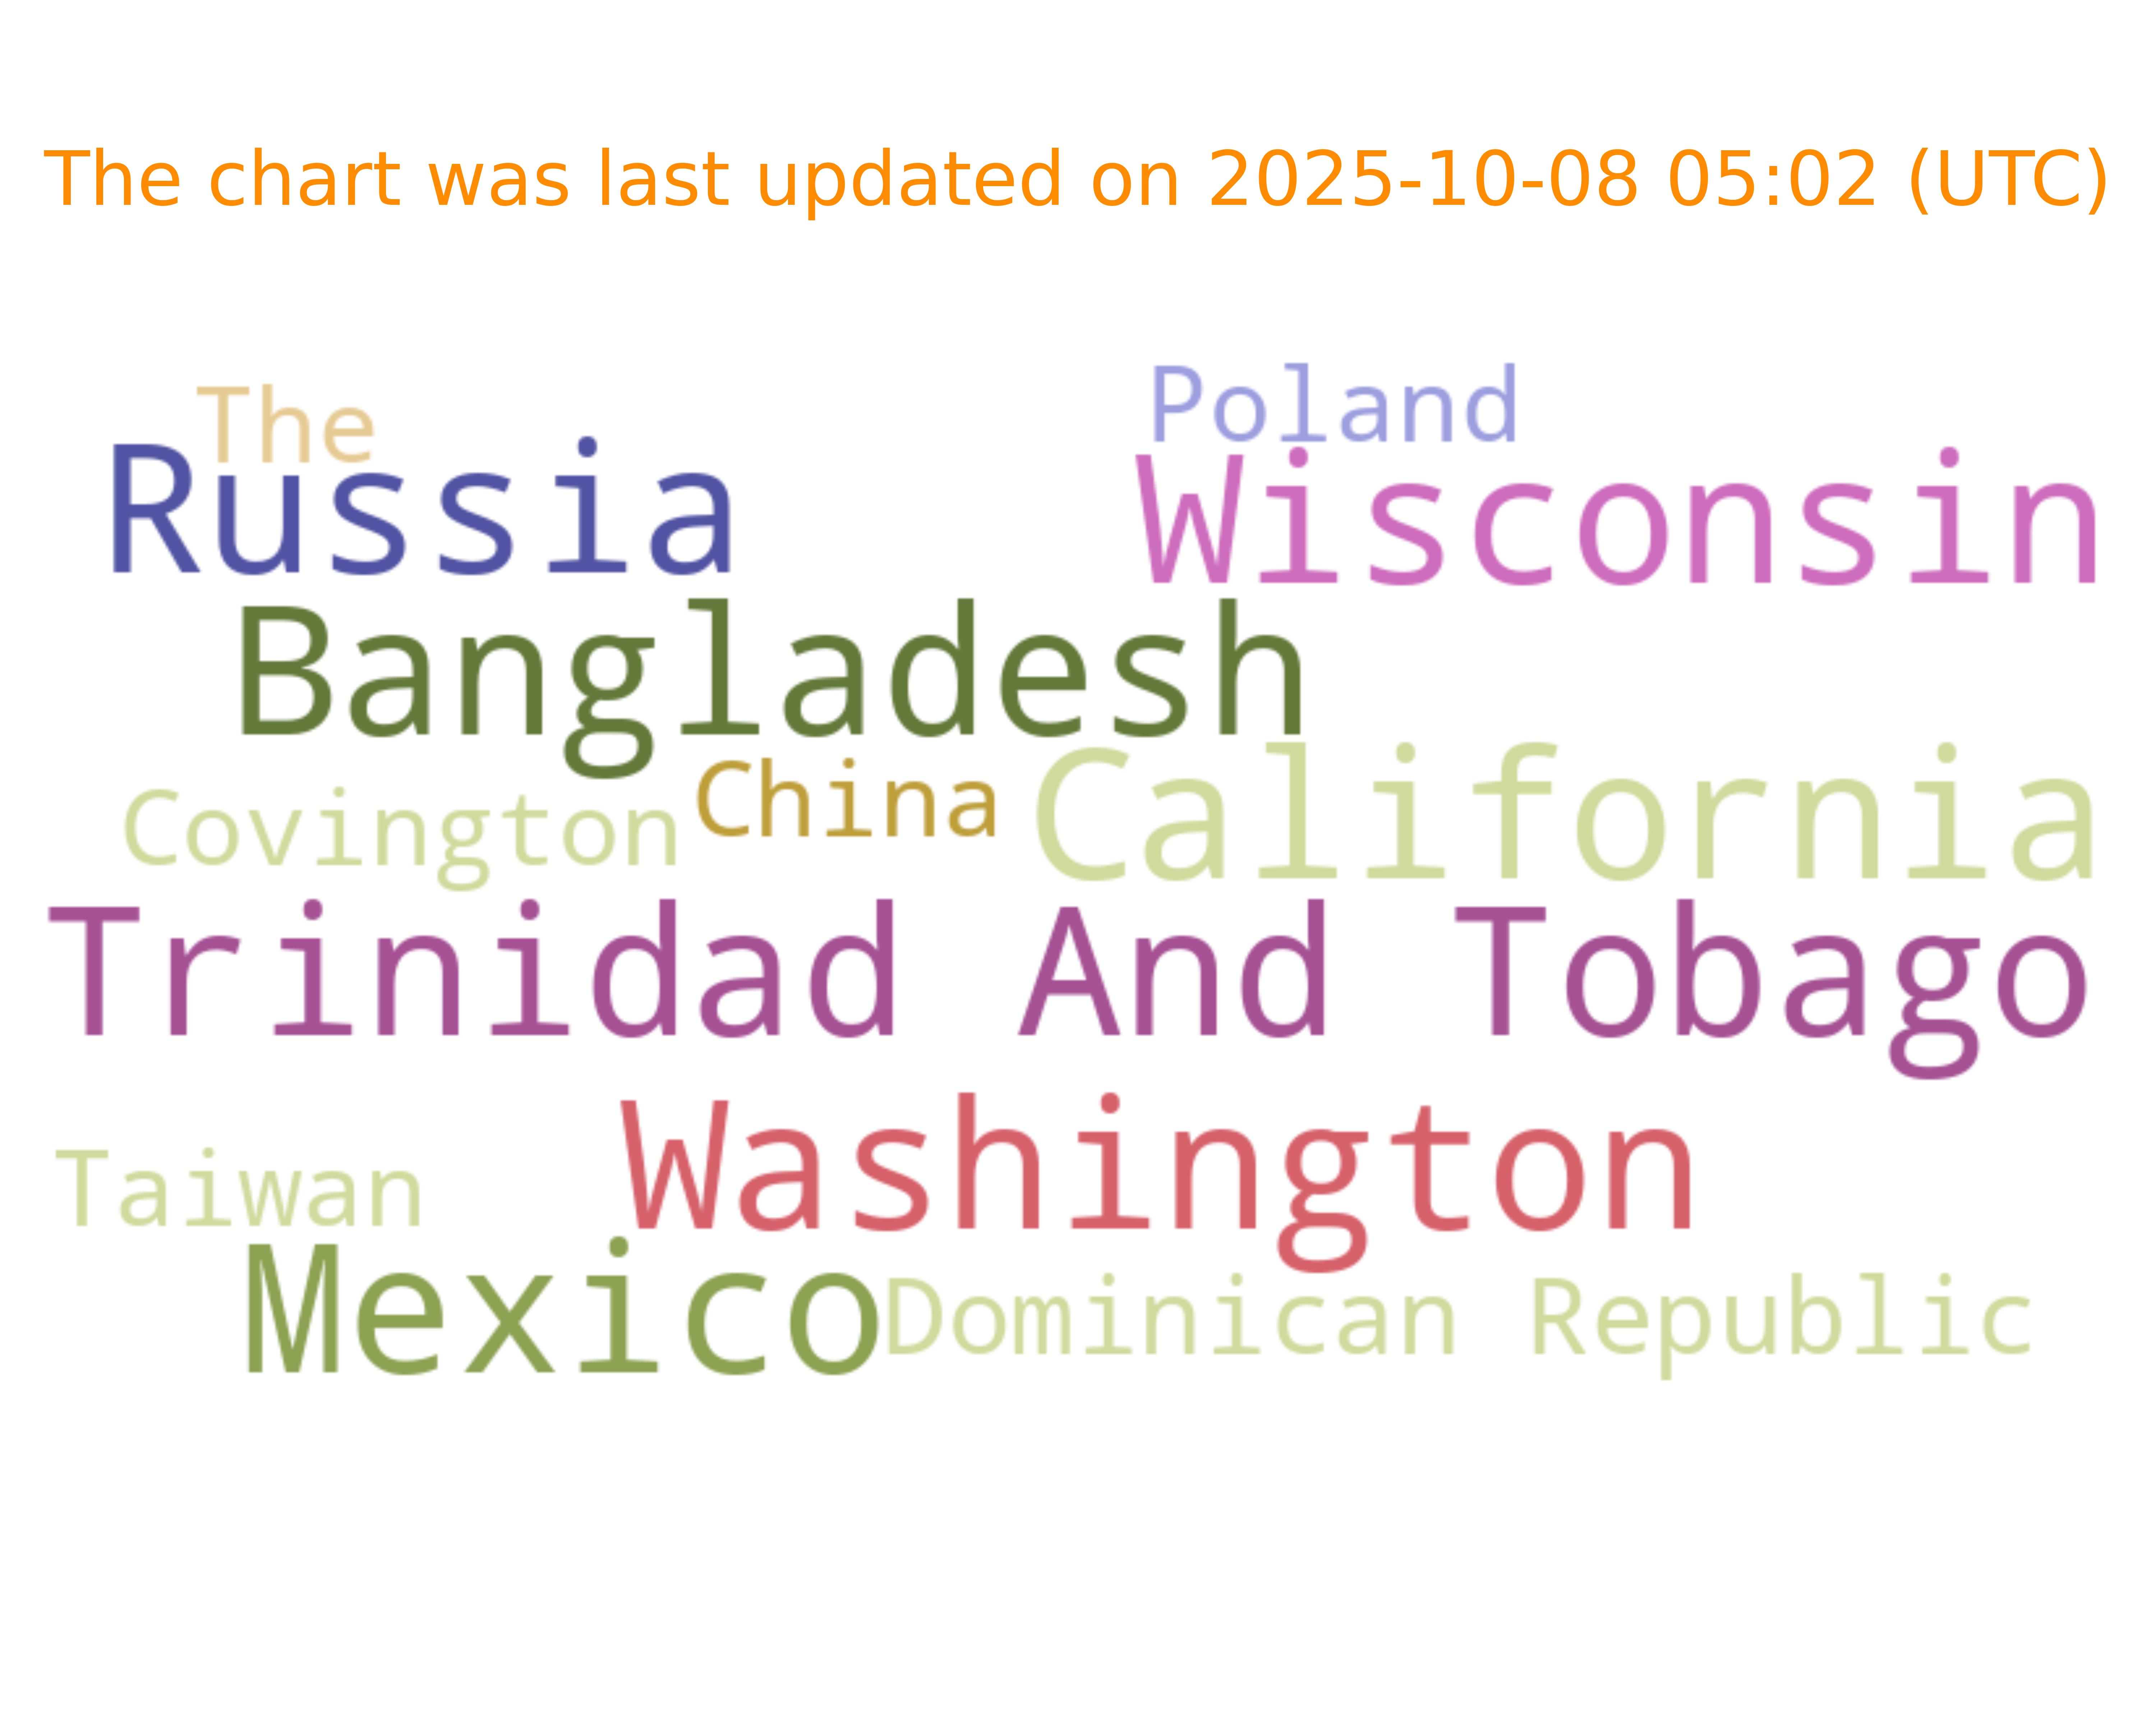 The chart was last updated on 2025-10-08 05:02 (UTC)
The
Poland
Russia
Wisconsin
Bangladesh
China
California
Covington
Trinidad And Tobago
Washington
Taiwan
Mexico
Dominican Republic